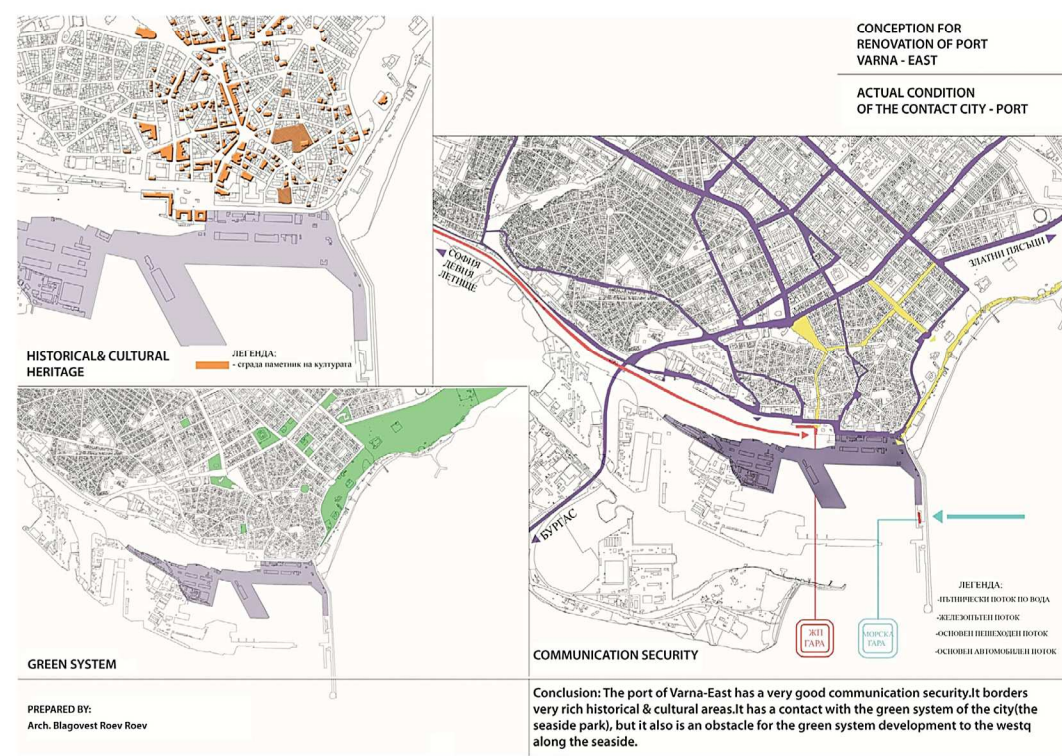 CONCEPTION FOR
RENOVATION OF PORT
VARNA - EAST
ACTUAL CONDITION
OF THE CONTACT CITY - PORT
HISTORICAL& CULTURAL
HERITAGE
ЛЕГЕНДА:
- сграда паметник на културата
СОФИЯ
ДЕВНЯ
ЛЕТИЩЕ
ЗЛАТНИ ПЯСЪЦИ
БУРГАС
ЖП
ГАРА
МОРСКА
ГАРА
ЛЕГЕНДА:
-ПЪТНИЧЕСКИ ПОТОК ПО ВОДА
-ЖЕЛЕЗОПЪТЕН ПОТОК
-ОСНОВЕН ПЕШЕХОДЕН ПОТОК
-ОСНОВЕН АВТОМОБИЛЕН ПОТОК
GREEN SYSTEM
COMMUNICATION SECURITY
PREPARED BY:
Arch. Blagovest Roev Roev
Conclusion: The port of Varna-East has a very good communication security.It borders
very rich historical & cultural areas.It has a contact with the green system of the city(the
seaside park), but it also is an obstacle for the green system development to the westq
along the seaside.